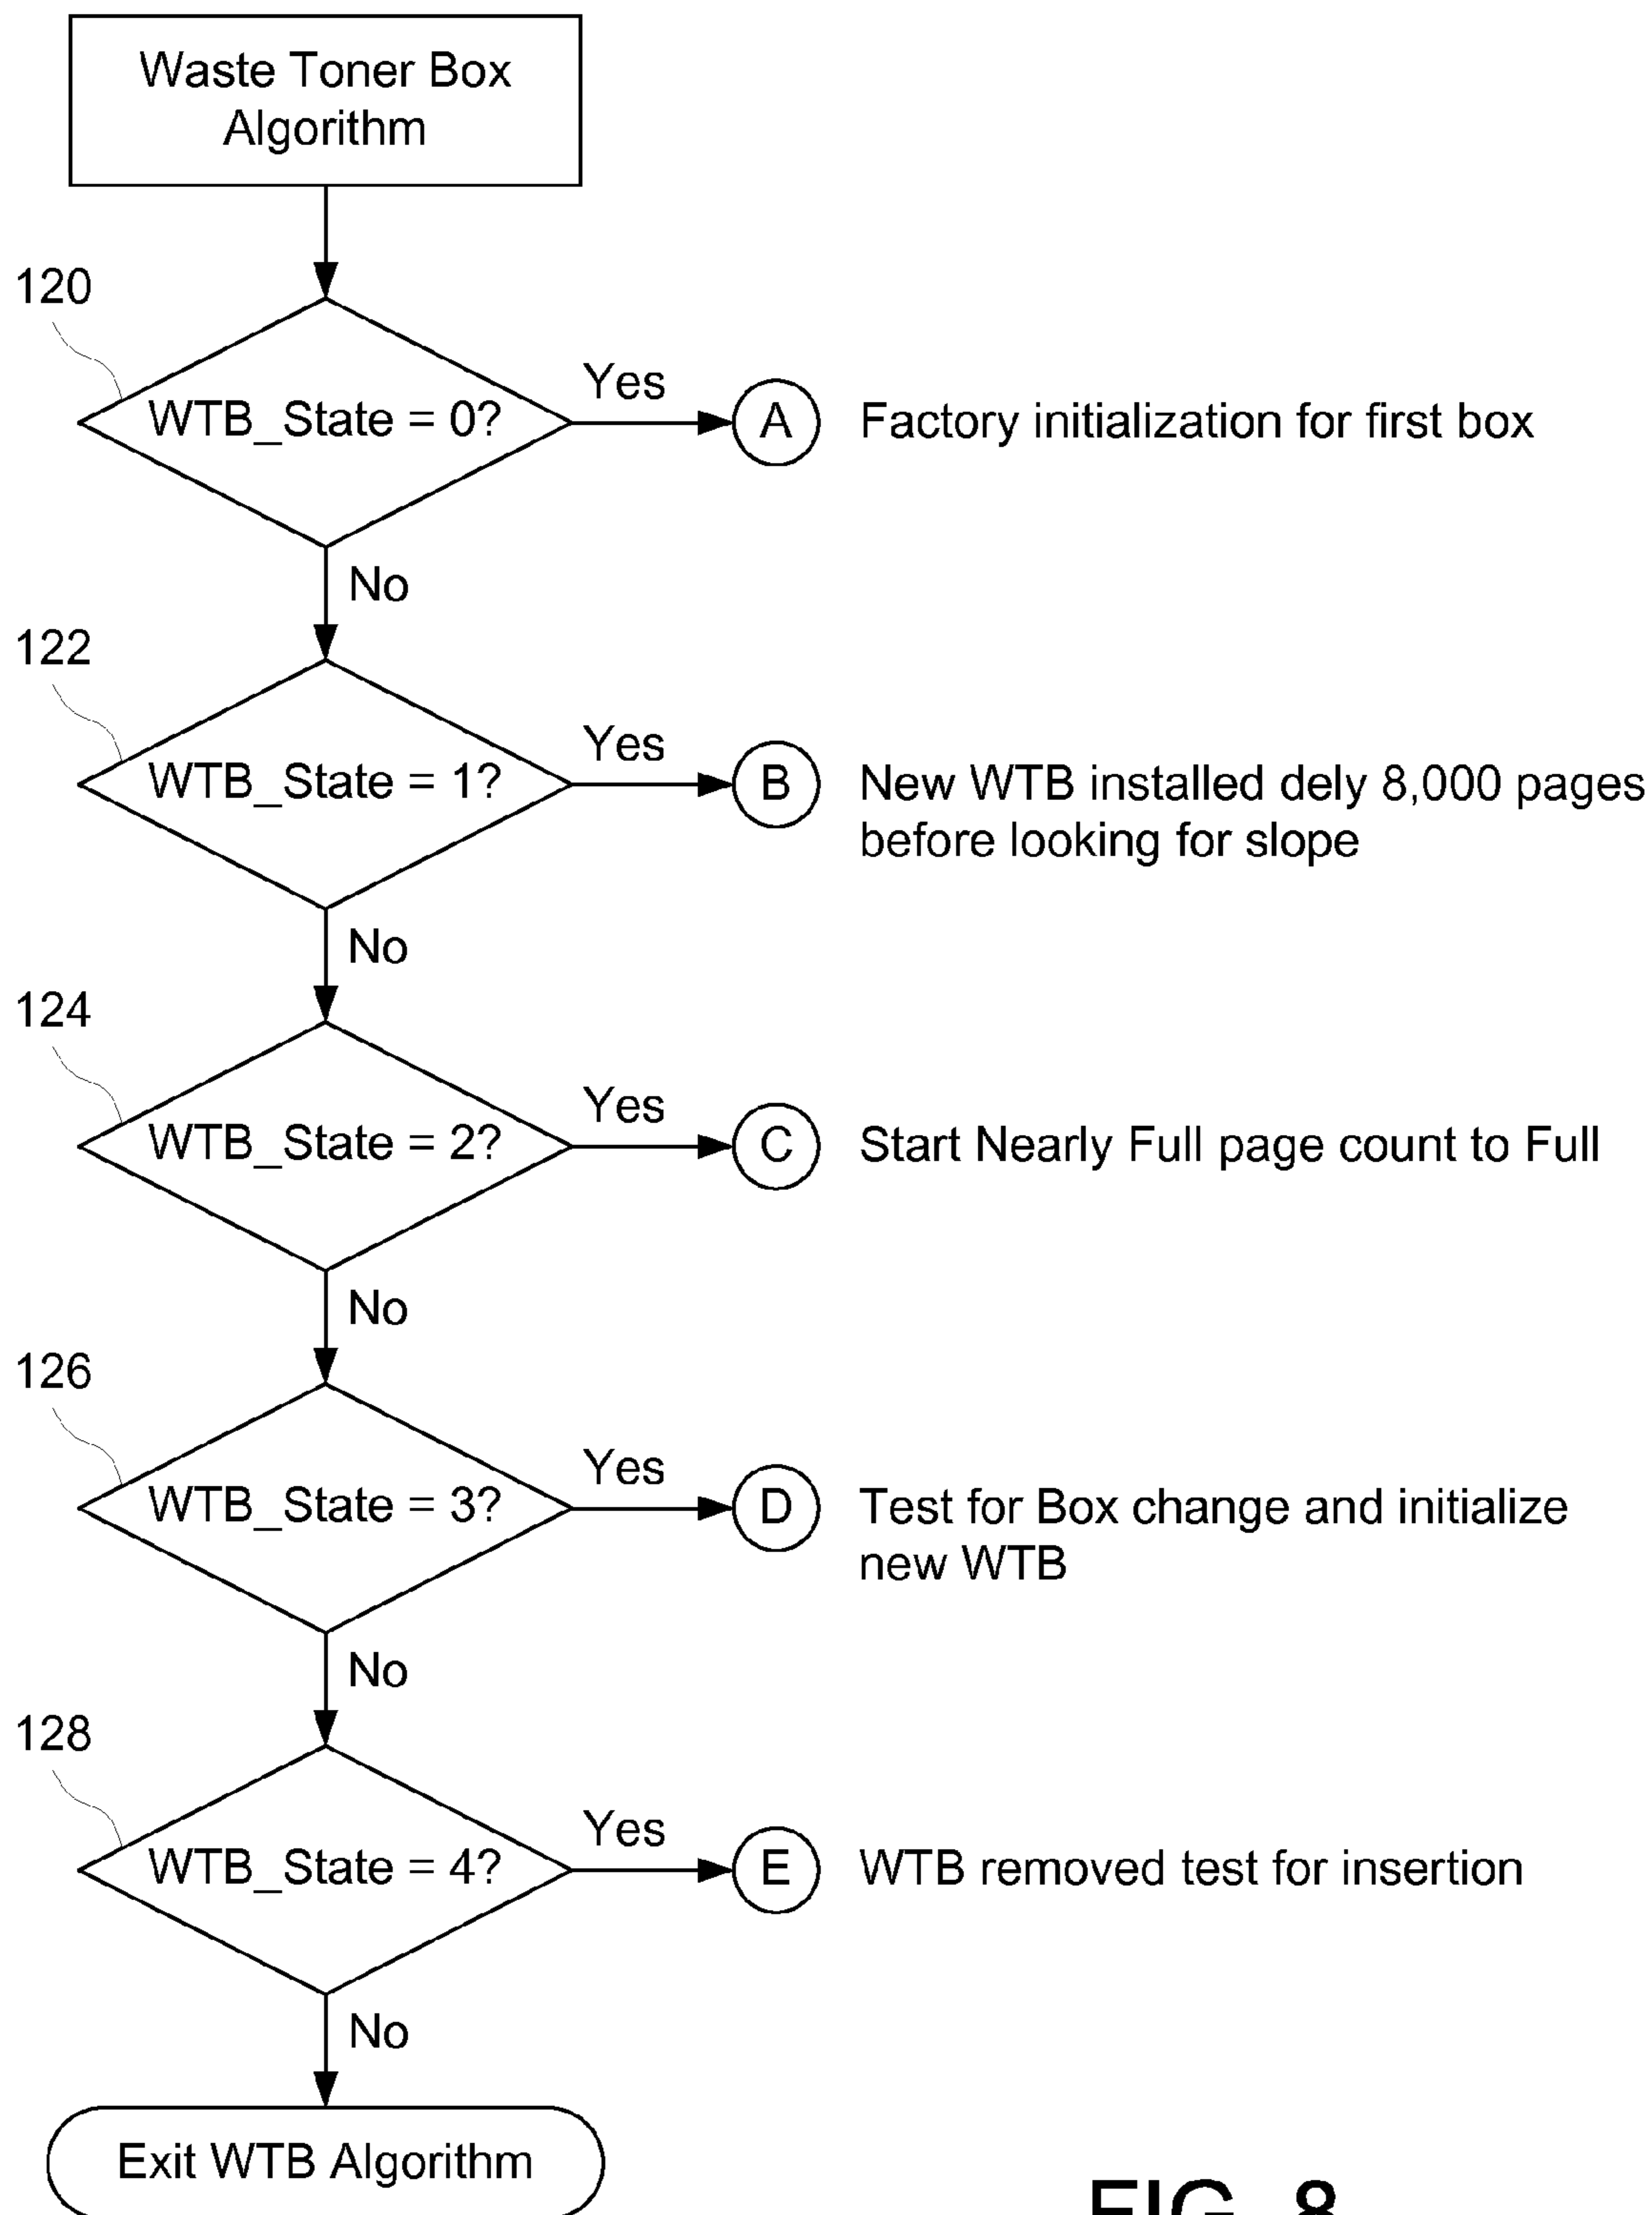 Waste Toner Box
Algorithm
120
WTB_State = 0?
Yes
A
Factory initialization for first box
No
122
WTB_State = 1?
Yes
B
New WTB installed dely 8,000 pages
before looking for slope
No
124
WTB_State = 2?
Yes
C
Start Nearly Full page count to Full
No
126
WTB_State = 3?
Yes
D
Test for Box change and initialize
new WTB
No
128
WTB_State = 4?
Yes
E
WTB removed test for insertion
No
Exit WTB Algorithm
FIG. 8